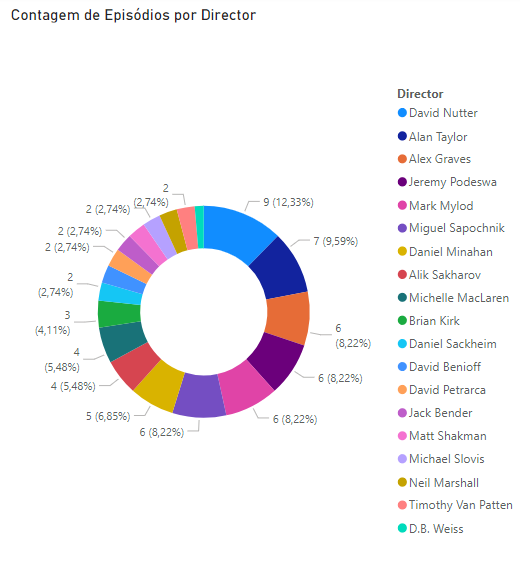 Contagem de Episódios por Director
Director
David Nutter
Alan Taylor
Alex Graves
Jeremy Podeswa
Mark Mylod
Miguel Sapochnik
Daniel Minahan
Alik Sakharov
Michelle MacLaren
Brian Kirk
Daniel Sackheim
David Benioff
David Petrarca
Jack Bender
Matt Shakman
Michael Slovis
Neil Marshall
Timothy Van Patten
D.B. Weiss
9 (12,33%)
7 (9,59%)
6
(8,22%)
6 (8,22%)
6 (8,22%)
6 (8,22%)
5 (6,85%)
4 (5,48%)
4
(5,48%)
3
(4,11%)
2
(2,74%)
2 (2,74%)
2 (2,74%)
2 (2,74%)
2
(2,74%)